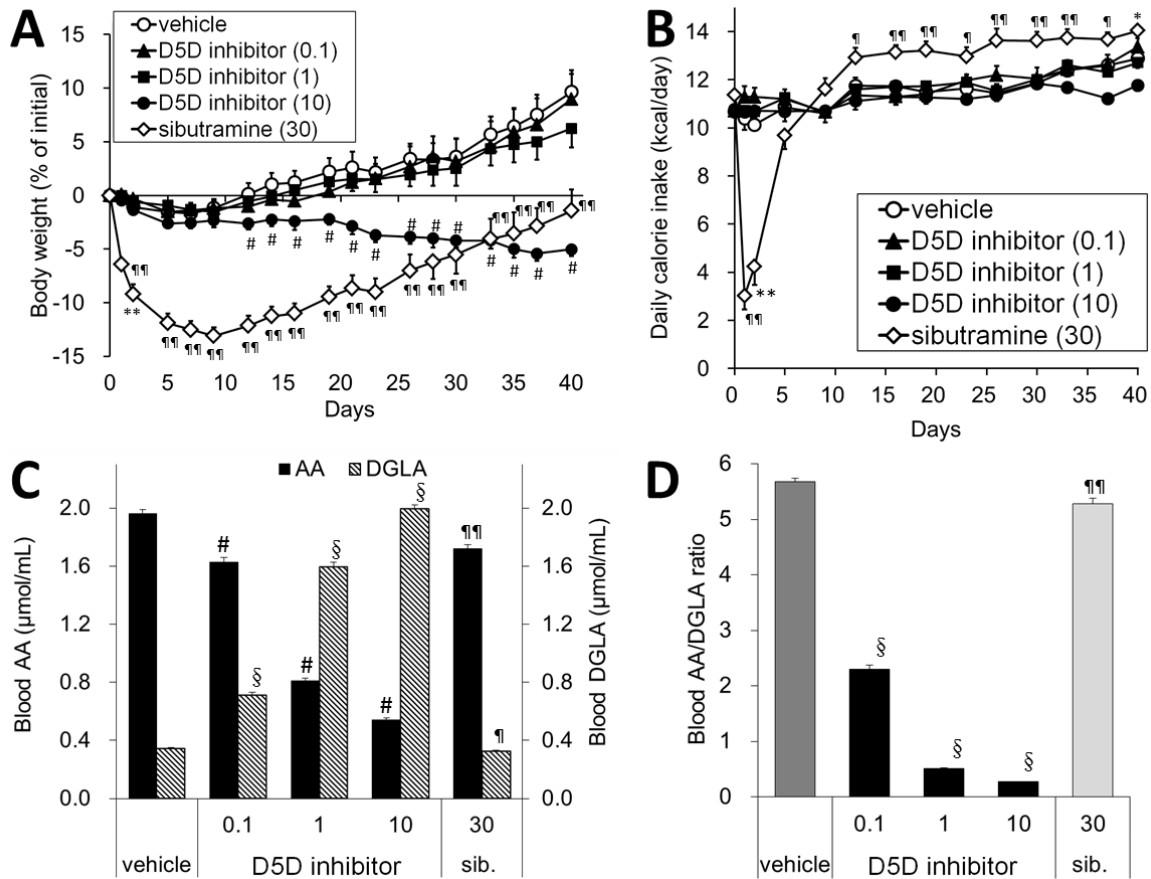 A
vehicle
D5D inhibitor (0.1)
D5D inhibitor (1)
D5D inhibitor (10)
sibutramine (30)
Body weight (% of initial)
15
10
5
0
-5
-10
-15
# # # # # # # # # # # # #
¶¶
**
¶¶ ¶¶ ¶¶ ¶¶ ¶¶ ¶¶ ¶¶ ¶¶ ¶¶ ¶¶ ¶¶ ¶¶ ¶¶ ¶¶ ¶¶ ¶¶
0 5 10 15 20 25 30 35 40
Days
B
Daily calorie inake (kcal/day)
14
12
10
8
6
4
2
0
¶ ¶¶ ¶¶ ¶ ¶¶ ¶¶ ¶¶ ¶ *
**
¶¶
vehicle
D5D inhibitor (0.1)
D5D inhibitor (1)
D5D inhibitor (10)
sibutramine (30)
0 5 10 15 20 25 30 35 40
Days
C
AA DGLA
Blood AA (µmol/mL)
2.0
1.6
1.2
0.8
0.4
0.0
# § # § # § ¶¶ ¶
2.0
1.6
1.2
0.8
0.4
0.0
Blood DGLA (µmol/mL)
0.1 1 10 30
vehicle D5D inhibitor sib.
D
Blood AA/DGLA ratio
6
5
4
3
2
1
0
§ § § ¶¶
0.1 1 10 30
vehicle D5D inhibitor sib.